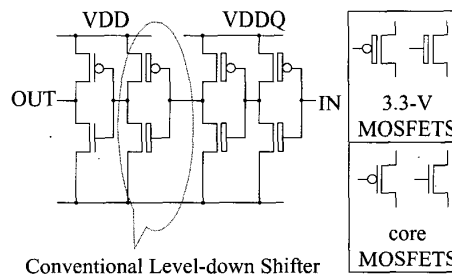 VDD VDDQ
OUT IN
3.3-V
MOSFETS
core
MOSFETS
Conventional Level-down Shifter